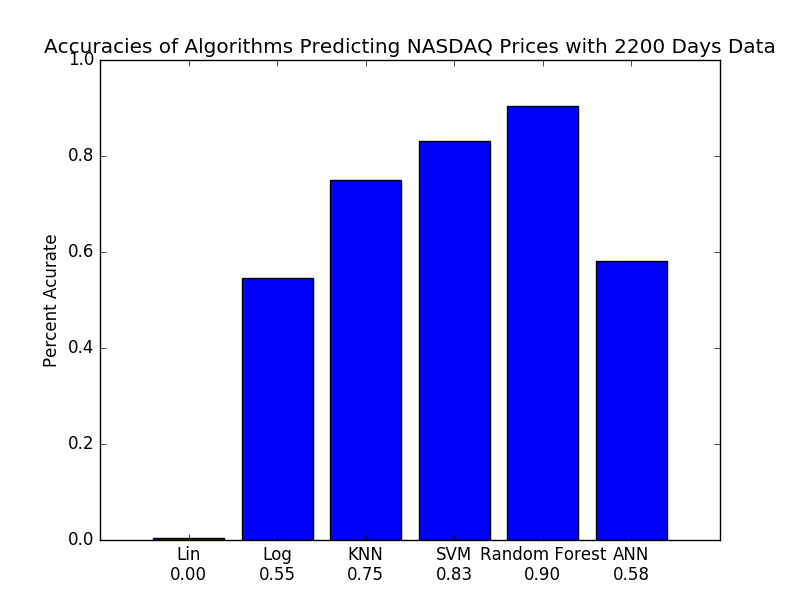 Accuracies of Algorithms Predicting NASDAQ Prices with 2200 Days Data
1.0
0.8
0.6
0.4
0.2
0.0
Percent Acurate
Lin Log KNN SVM Random Forest ANN
0.00 0.55 0.75 0.83 0.90 0.58